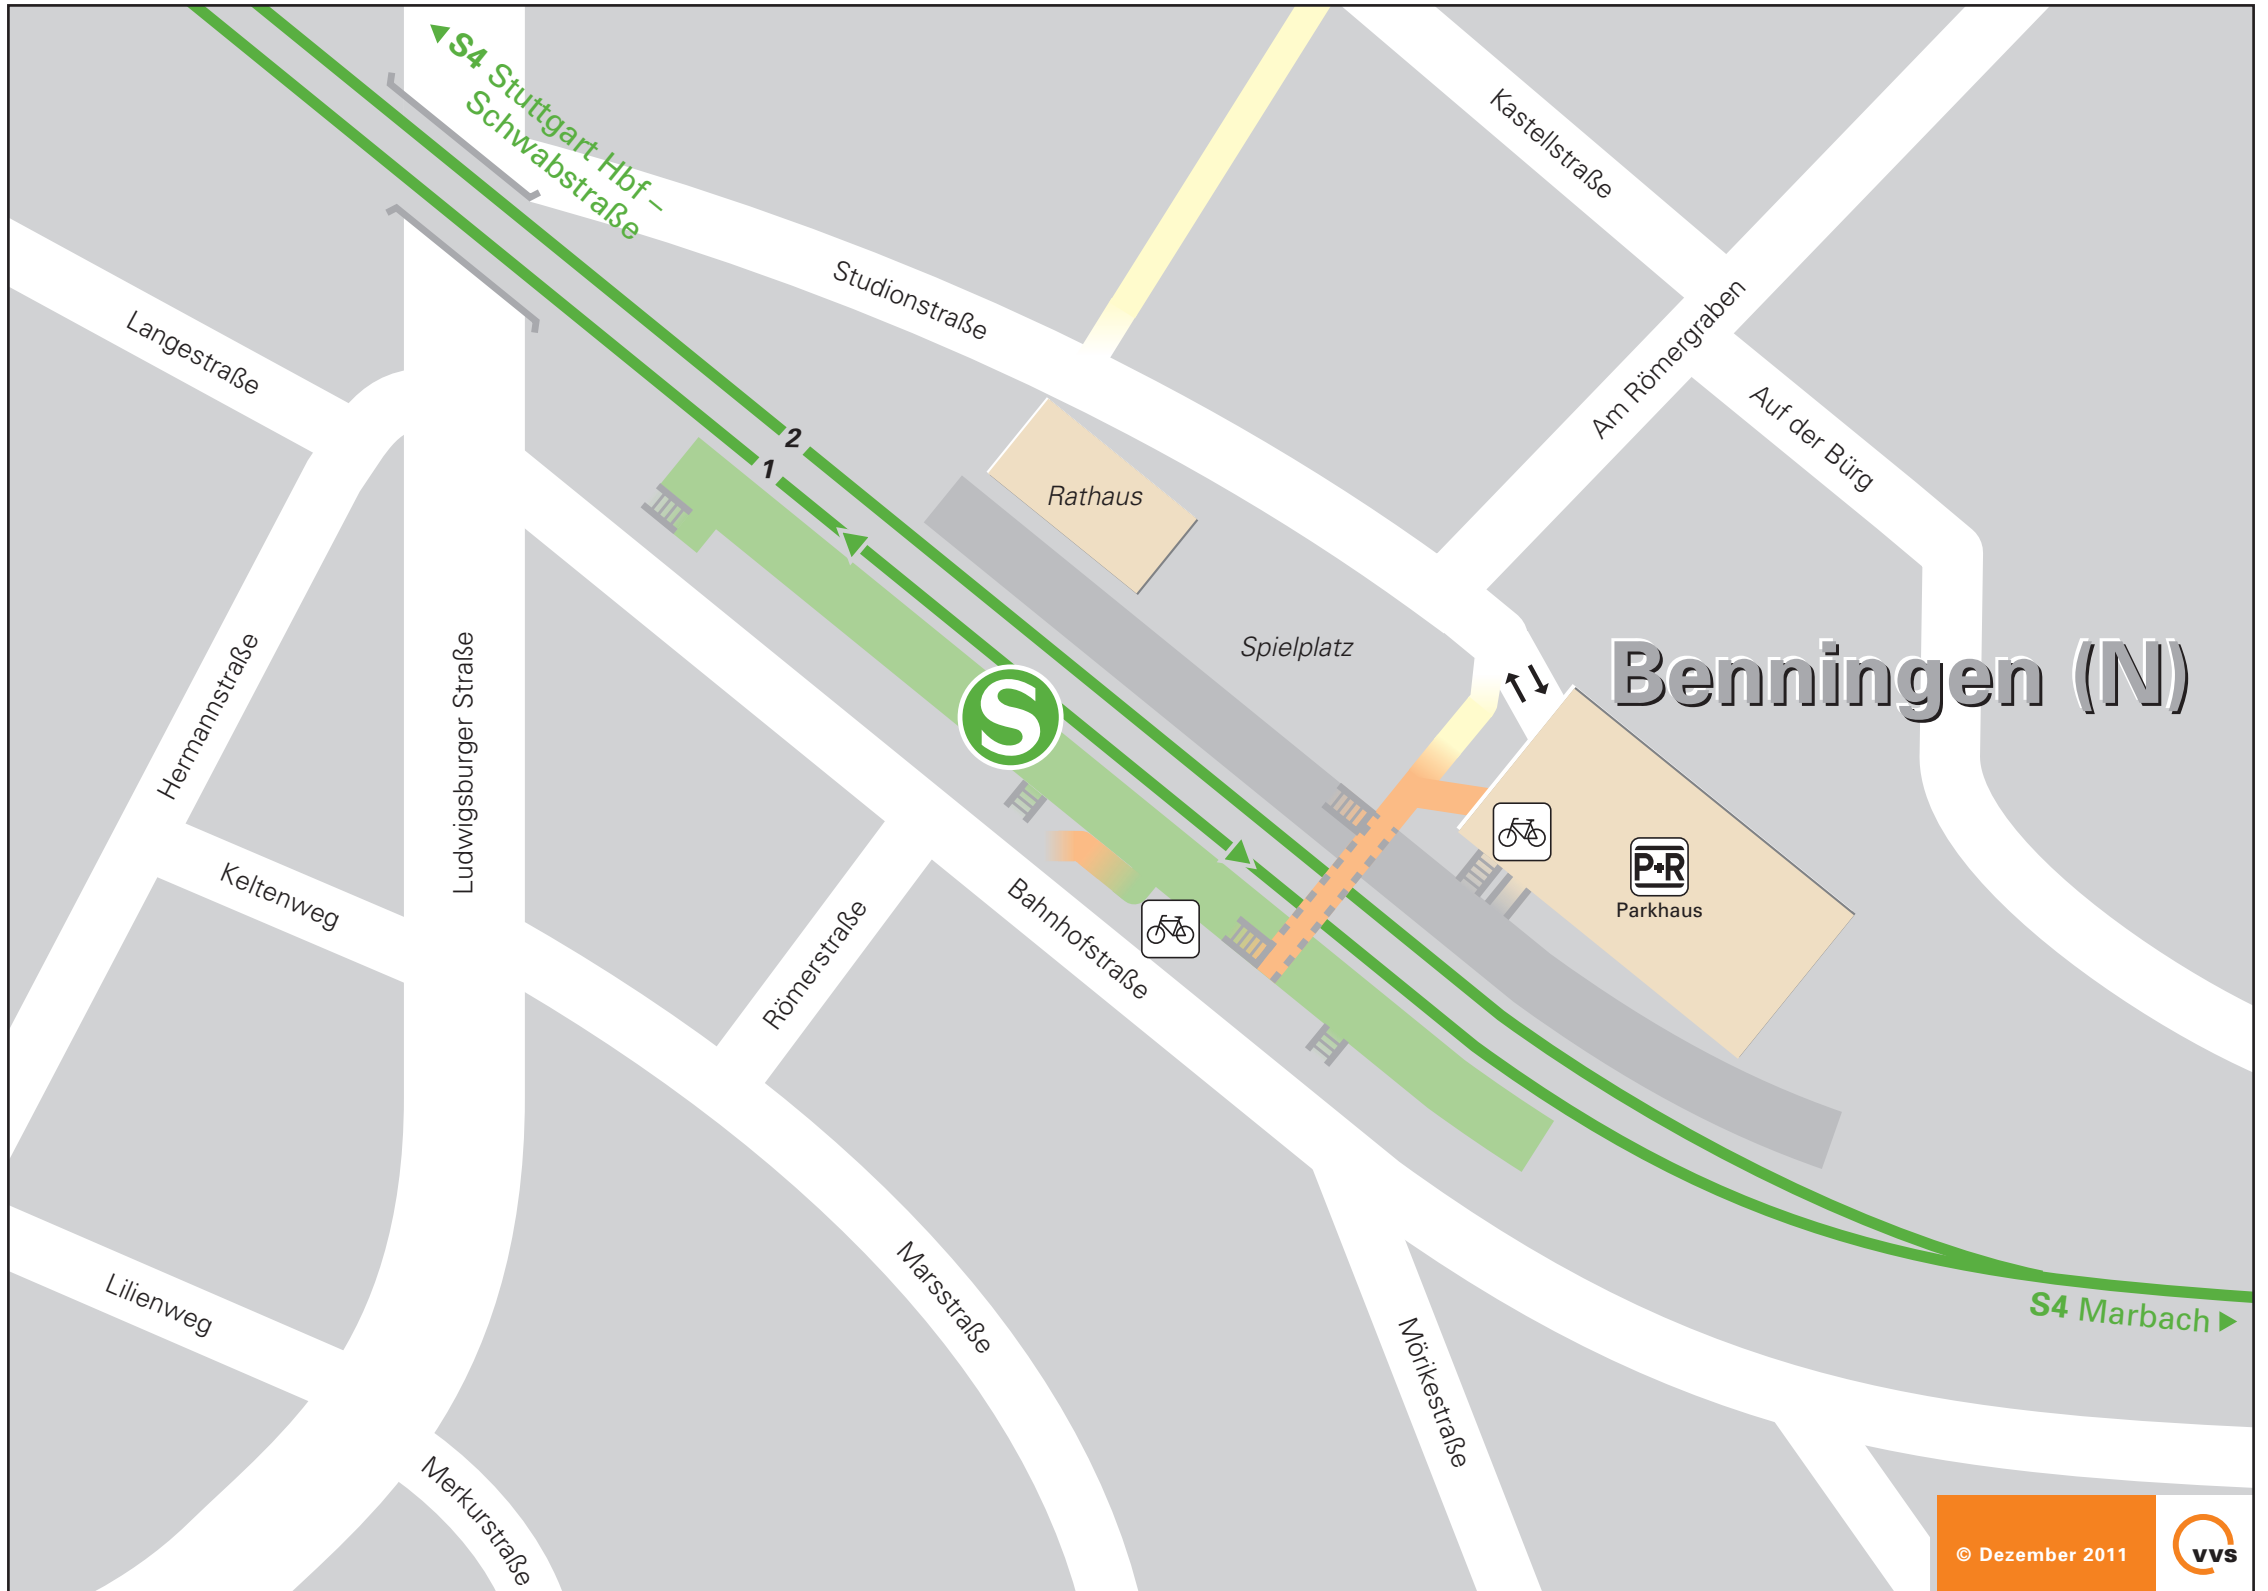 S4 Stuttgart Hbf –
Schwabstraße
Kastellstraße
Studionstraße
Langestraße
Am Römergraben
Auf der Bürg
2
1
Rathaus
Spielplatz
Benningen (N)
S
Hermannstraße
Ludwigsburger Straße
Keltenweg
P+R
Parkhaus
Römerstraße
Bahnhofstraße
Lilienweg
Marsstraße
S4 Marbach
Mörikestraße
Merkurstraße
© Dezember 2011
vvs